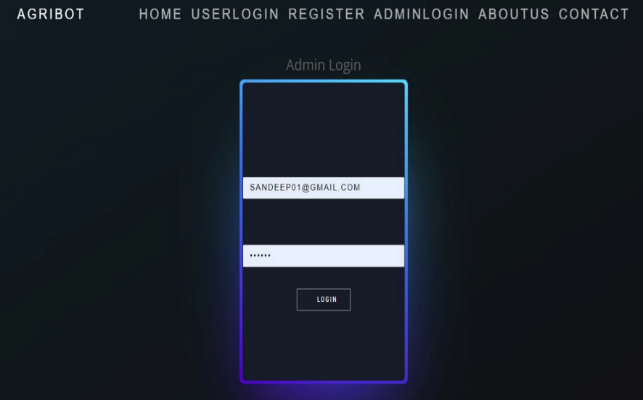 AGRIBOT HOME USERLOGIN REGISTER ADMINLOGIN ABOUTUS CONTACT
Admin Login
SANDEEP01@GMAIL.COM
••••••
LOGIN